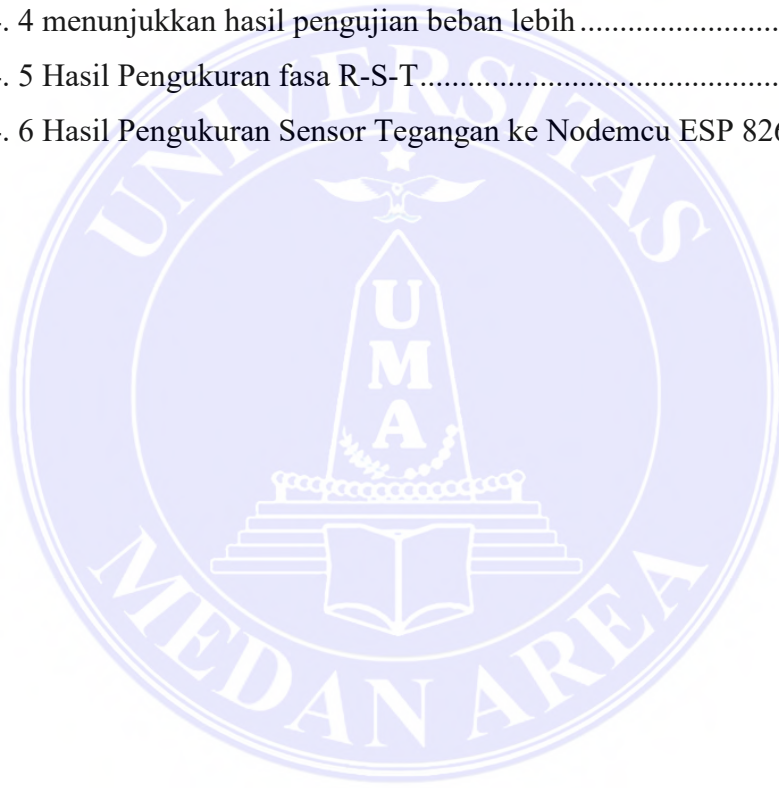 . 4 menunjukkan hasil pengujian beban lebih........................
. 5 Hasil Pengukuran fasa R-S-T............................................
. 6 Hasil Pengukuran Sensor Tegangan ke Nodemcu ESP 826
UNIVERSITAS
U
M
A
MEDAN AREA